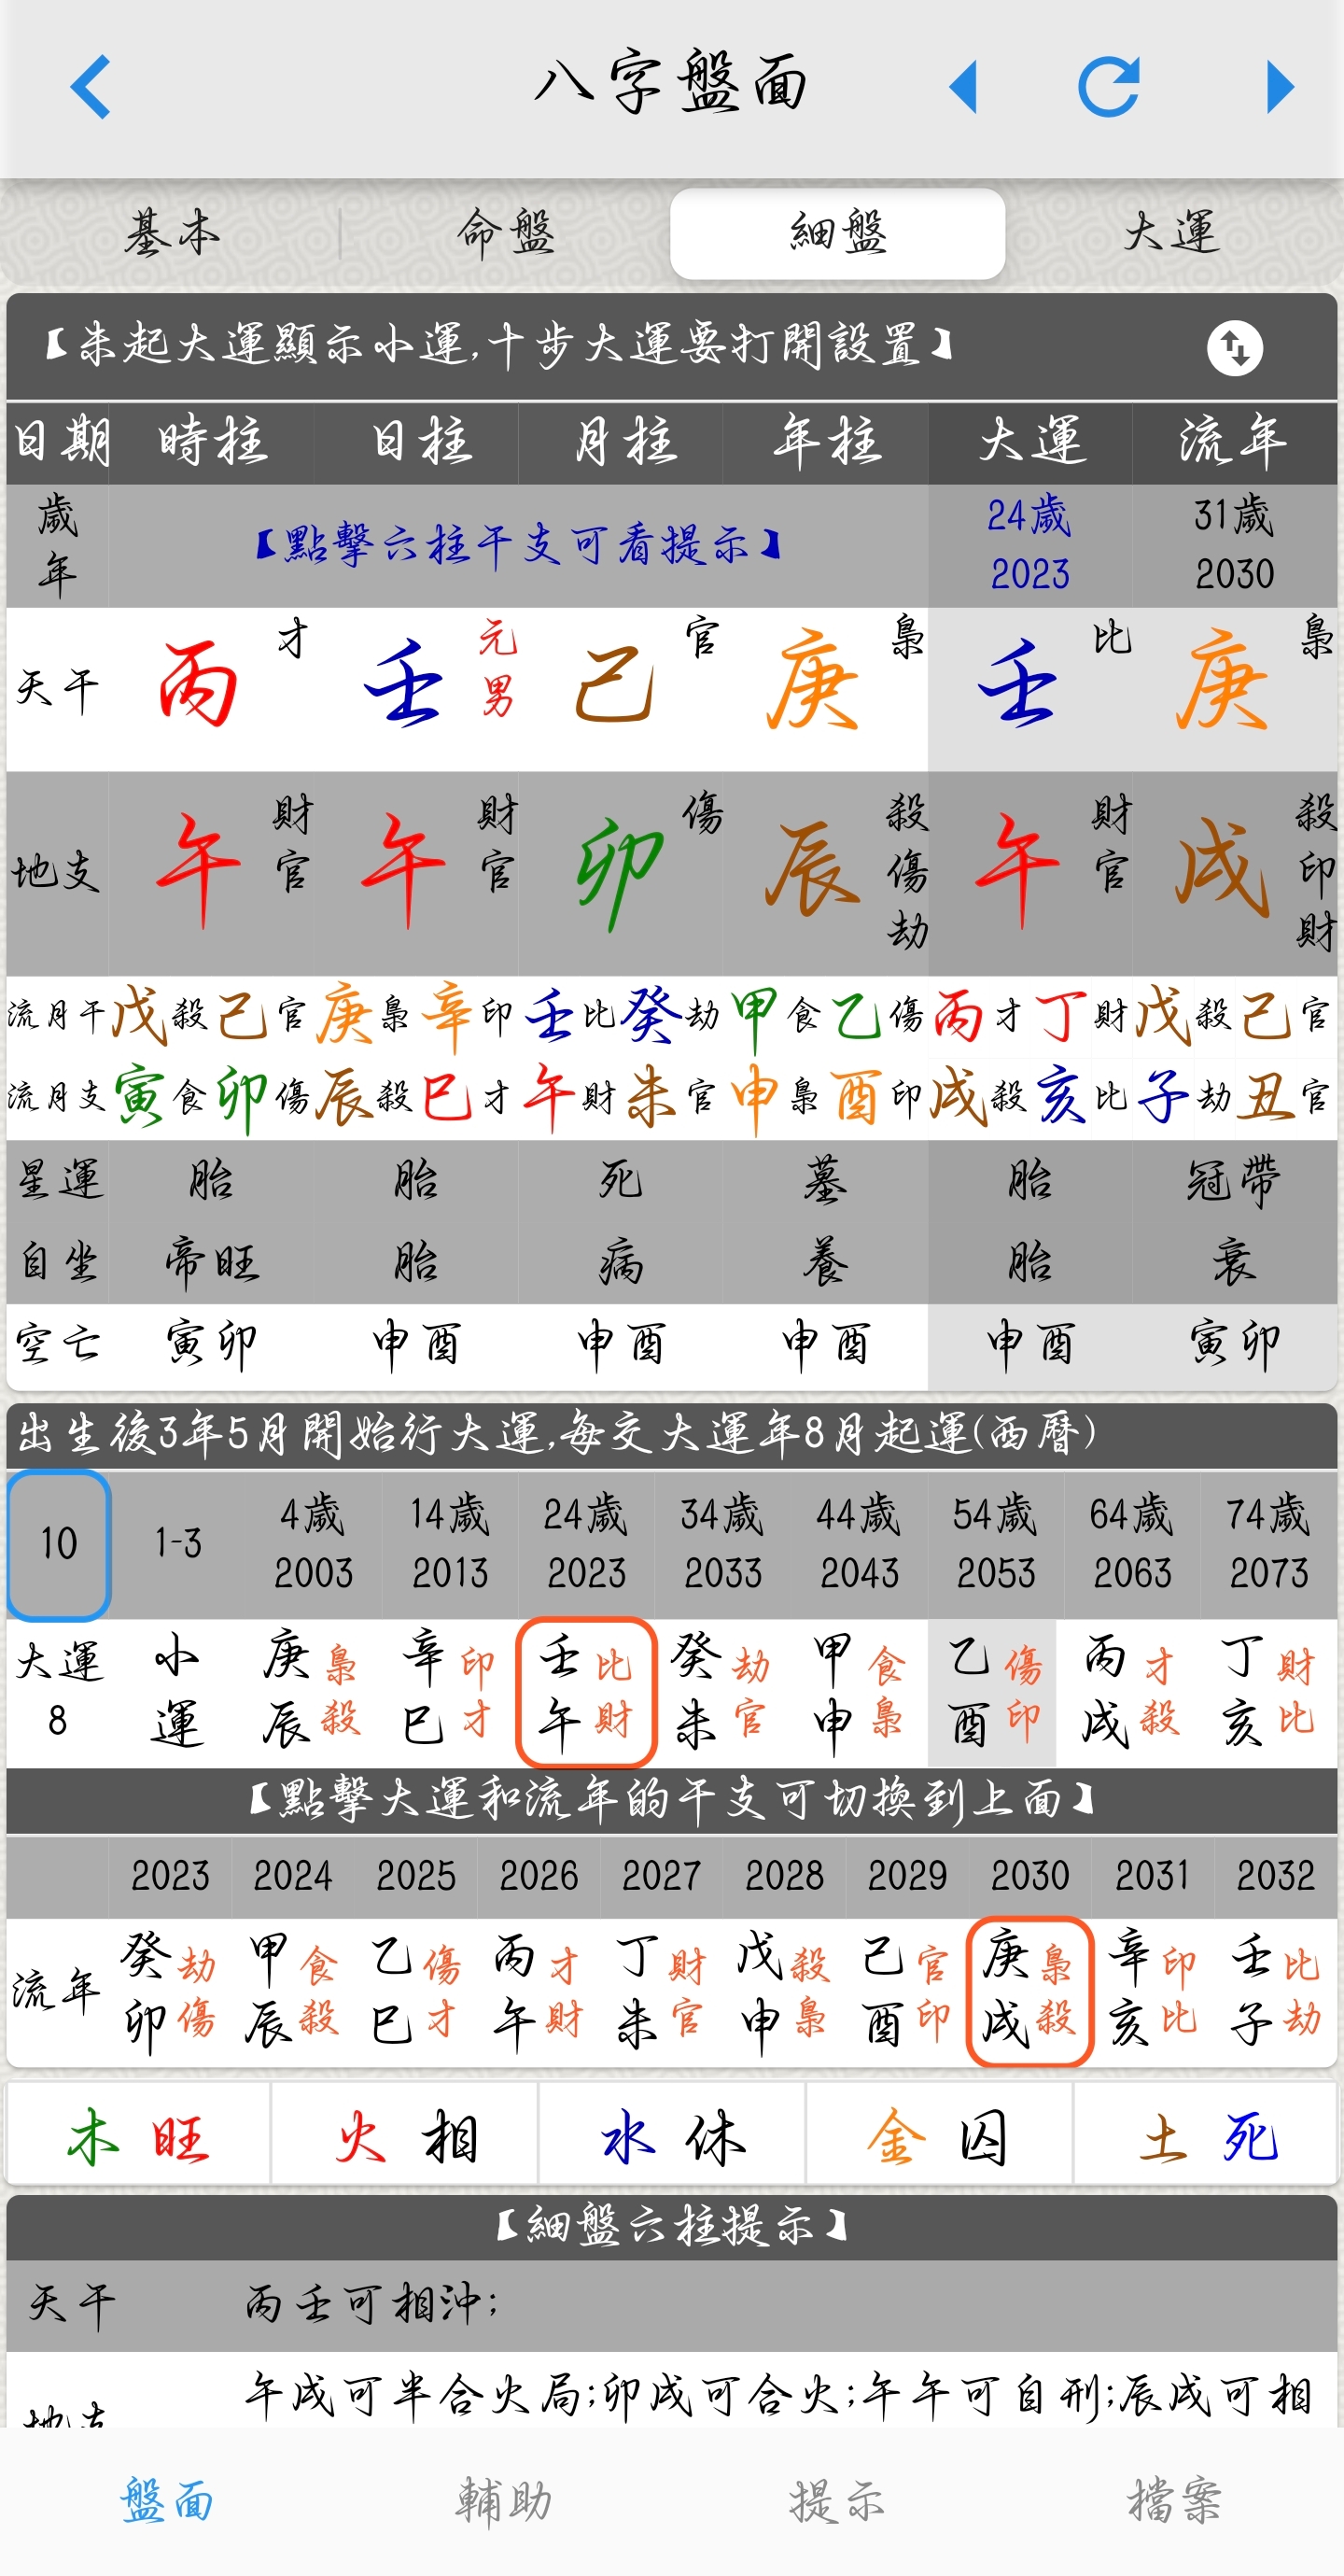 八字盤面
基本 命盤 細盤 大運
【未起大運顯示小運,十步大運要打開設置】
日期 時柱 日柱 月柱 年柱 大運 流年
歲年 【點擊六柱干支可看提示】 24歲 2023 31歲 2030
天干 丙 才 壬 元男 己 官 庚 梟 壬 比 庚 梟
地支 午 財官 午 財官 卯 傷 辰 殺傷劫 午 財官 戌 殺印財
流月干 戊 殺 己 官 庚 梟 辛 印 壬 比 癸 劫 甲 食 乙 傷 丙 才 丁 財 戊 殺 己 官
流月支 寅 食 卯 傷 辰 殺 巳 才 午 財 未 官 申 梟 酉 印 戌 殺 亥 比 子 劫 丑 官
星運 胎 胎 死 墓 胎 冠帶
自坐 帝旺 胎 病 養 胎 衰
空亡 寅卯 申酉 申酉 申酉 申酉 寅卯
出生後3年5月開始行大運,每交大運年8月起運(西曆)
10 1-3 4歲 14歲 24歲 34歲 44歲 54歲 64歲 74歲
2003 2013 2023 2033 2043 2053 2063 2073
大運 小 庚 梟 辛 印 壬 比 癸 劫 甲 食 乙 傷 丙 才 丁 財
8 運 辰 殺 巳 才 午 財 未 官 申 梟 酉 印 戌 殺 亥 比
【點擊大運和流年的干支可切換到上面】
2023 2024 2025 2026 2027 2028 2029 2030 2031 2032
流年 癸 劫 甲 食 乙 傷 丙 才 丁 財 戊 殺 己 官 庚 梟 辛 印 壬 比
卯 傷 辰 殺 巳 才 午 財 未 官 申 梟 酉 印 戌 殺 亥 比 子 劫
木 旺 火 相 水 休 金 囚 土 死
【細盤六柱提示】
天干 丙壬可相沖;
地支 午戌可半合火局;卯戌可合火;午午可自刑;辰戌可相
盤面 輔助 提示 檔案